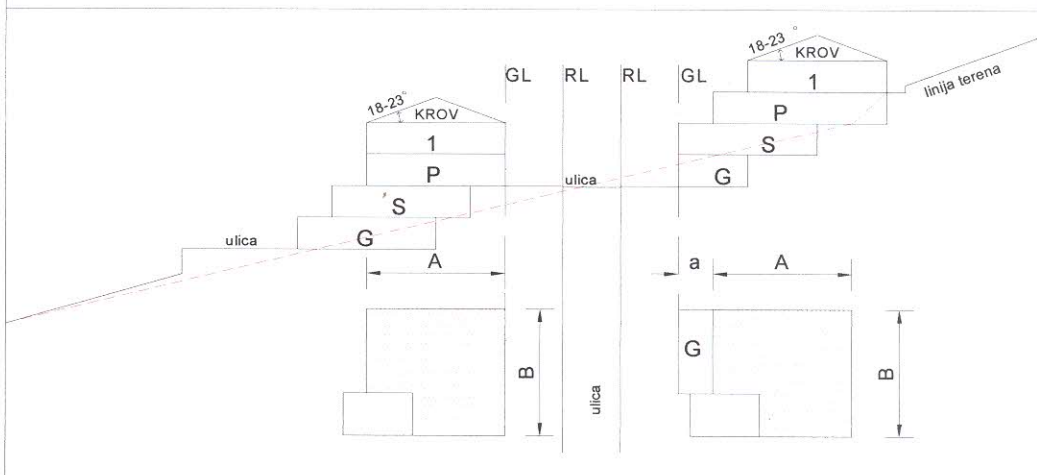 18-23°
KROV
1
P
linija terena
GL RL RL GL
18-23°
KROV
1
P
S
G
ulica
S
G
ulica
A
a A
B
G
B
ulica